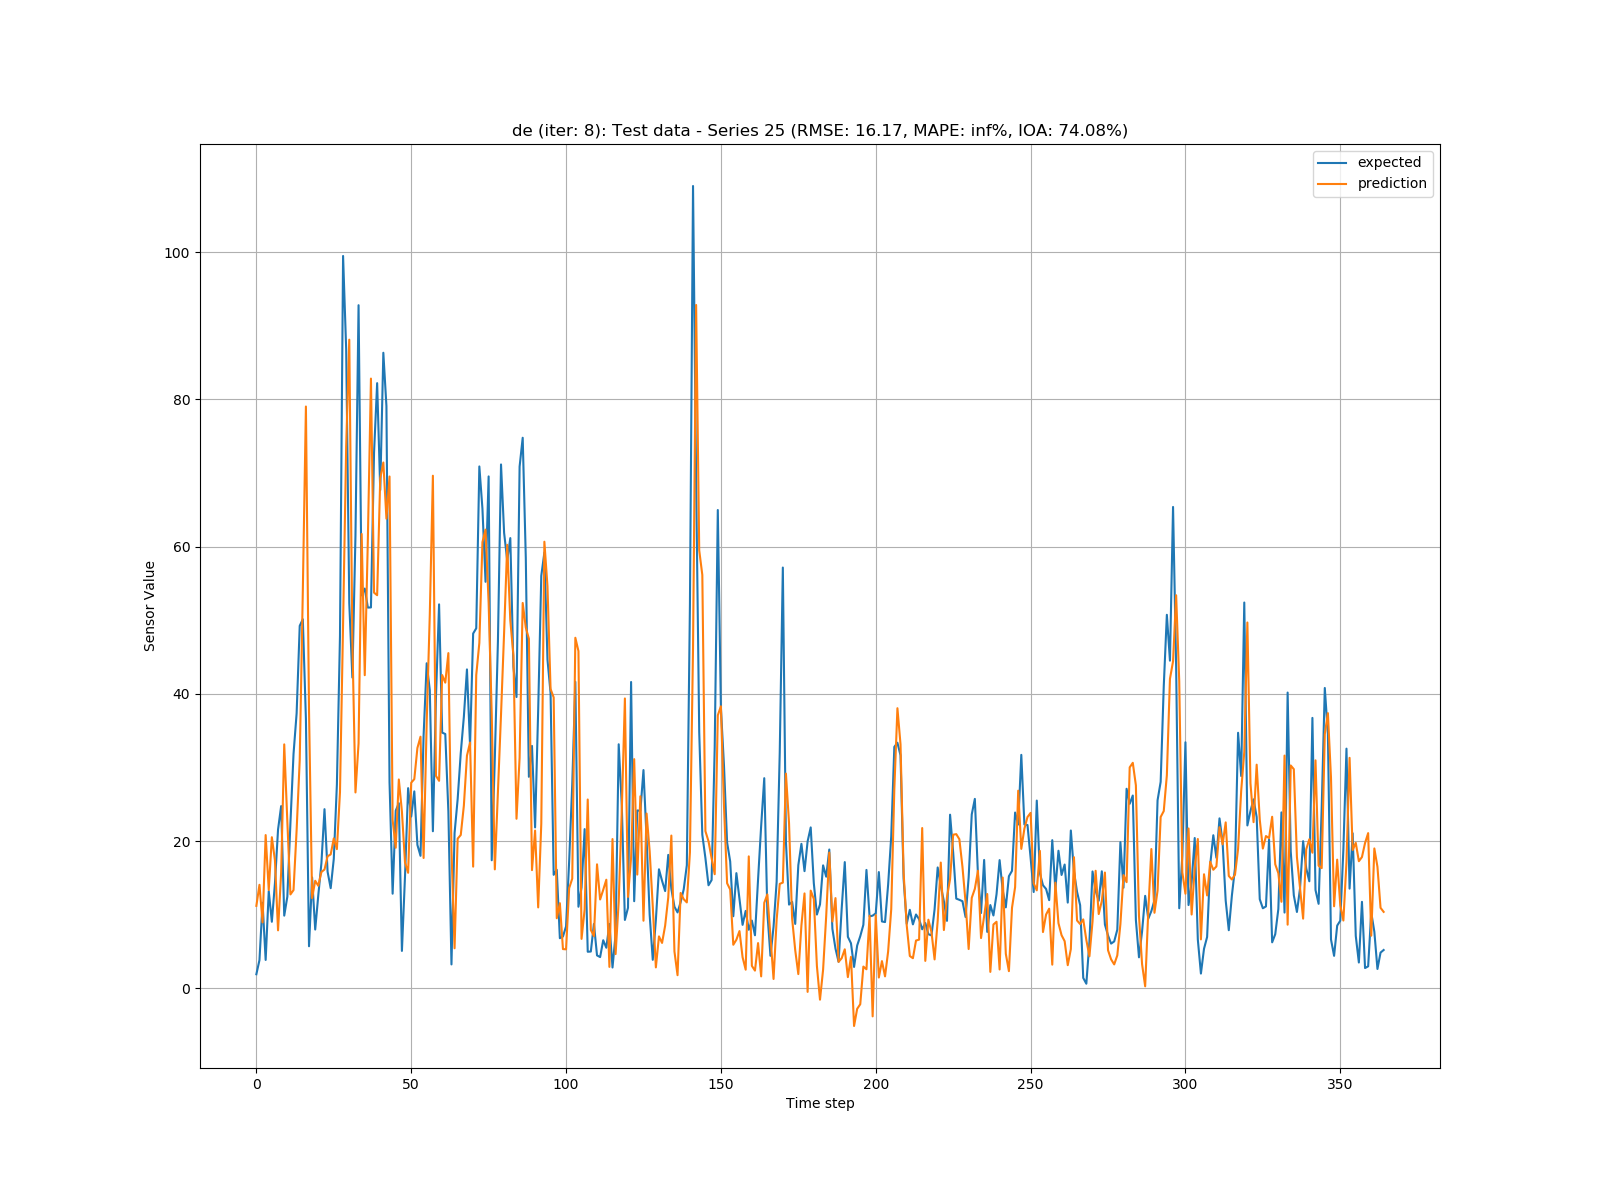 de (iter: 8): Test data - Series 25 (RMSE: 16.17, MAPE: inf%, IOA: 74.08%)
expected
prediction
100
80
60
40
20
0
Sensor Value
0 50 100 150 200 250 300 350
Time step